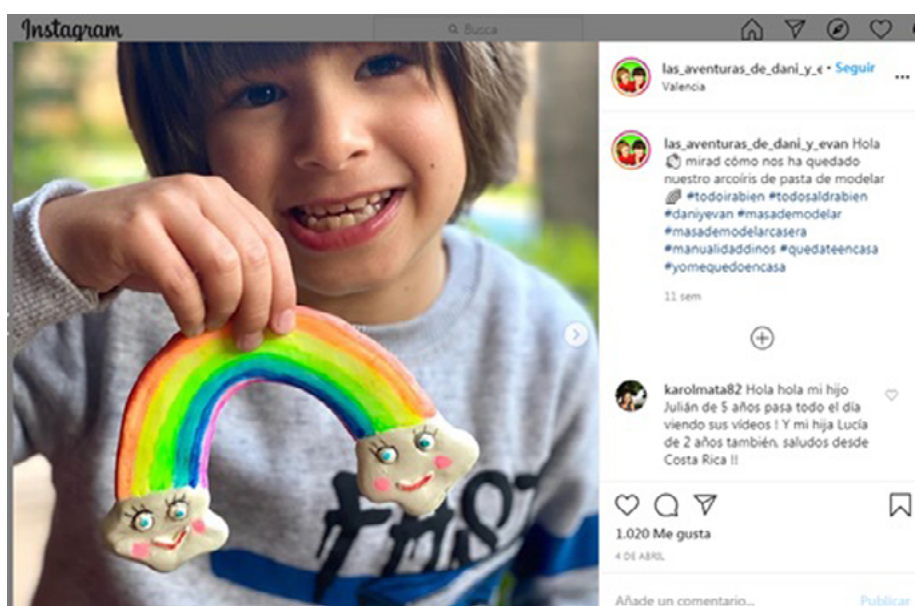 Instagram
Busca
las_aventuras_de_dani_y_e • Seguir
Valencia
...
las_aventuras_de_dani_y_evan Hola
mirad cómo nos ha quedado
nuestro arcoíris de pasta de modelar
#todoirabien #todosaldrabien
#daniyevan #masademodelar
#masademodelarcasera
#manualidaddinos #quedateencasa
#yomequedoencasa
11 sem
karolmata82 Hola hola mi hijo
Julián de 5 años pasa todo el día
viendo sus vídeos ! Y mi hija Lucía
de 2 años también, saludos desde
Costa Rica !!
1.020 Me gusta
4 DE ABRIL
Añade un comentario...
Publicar